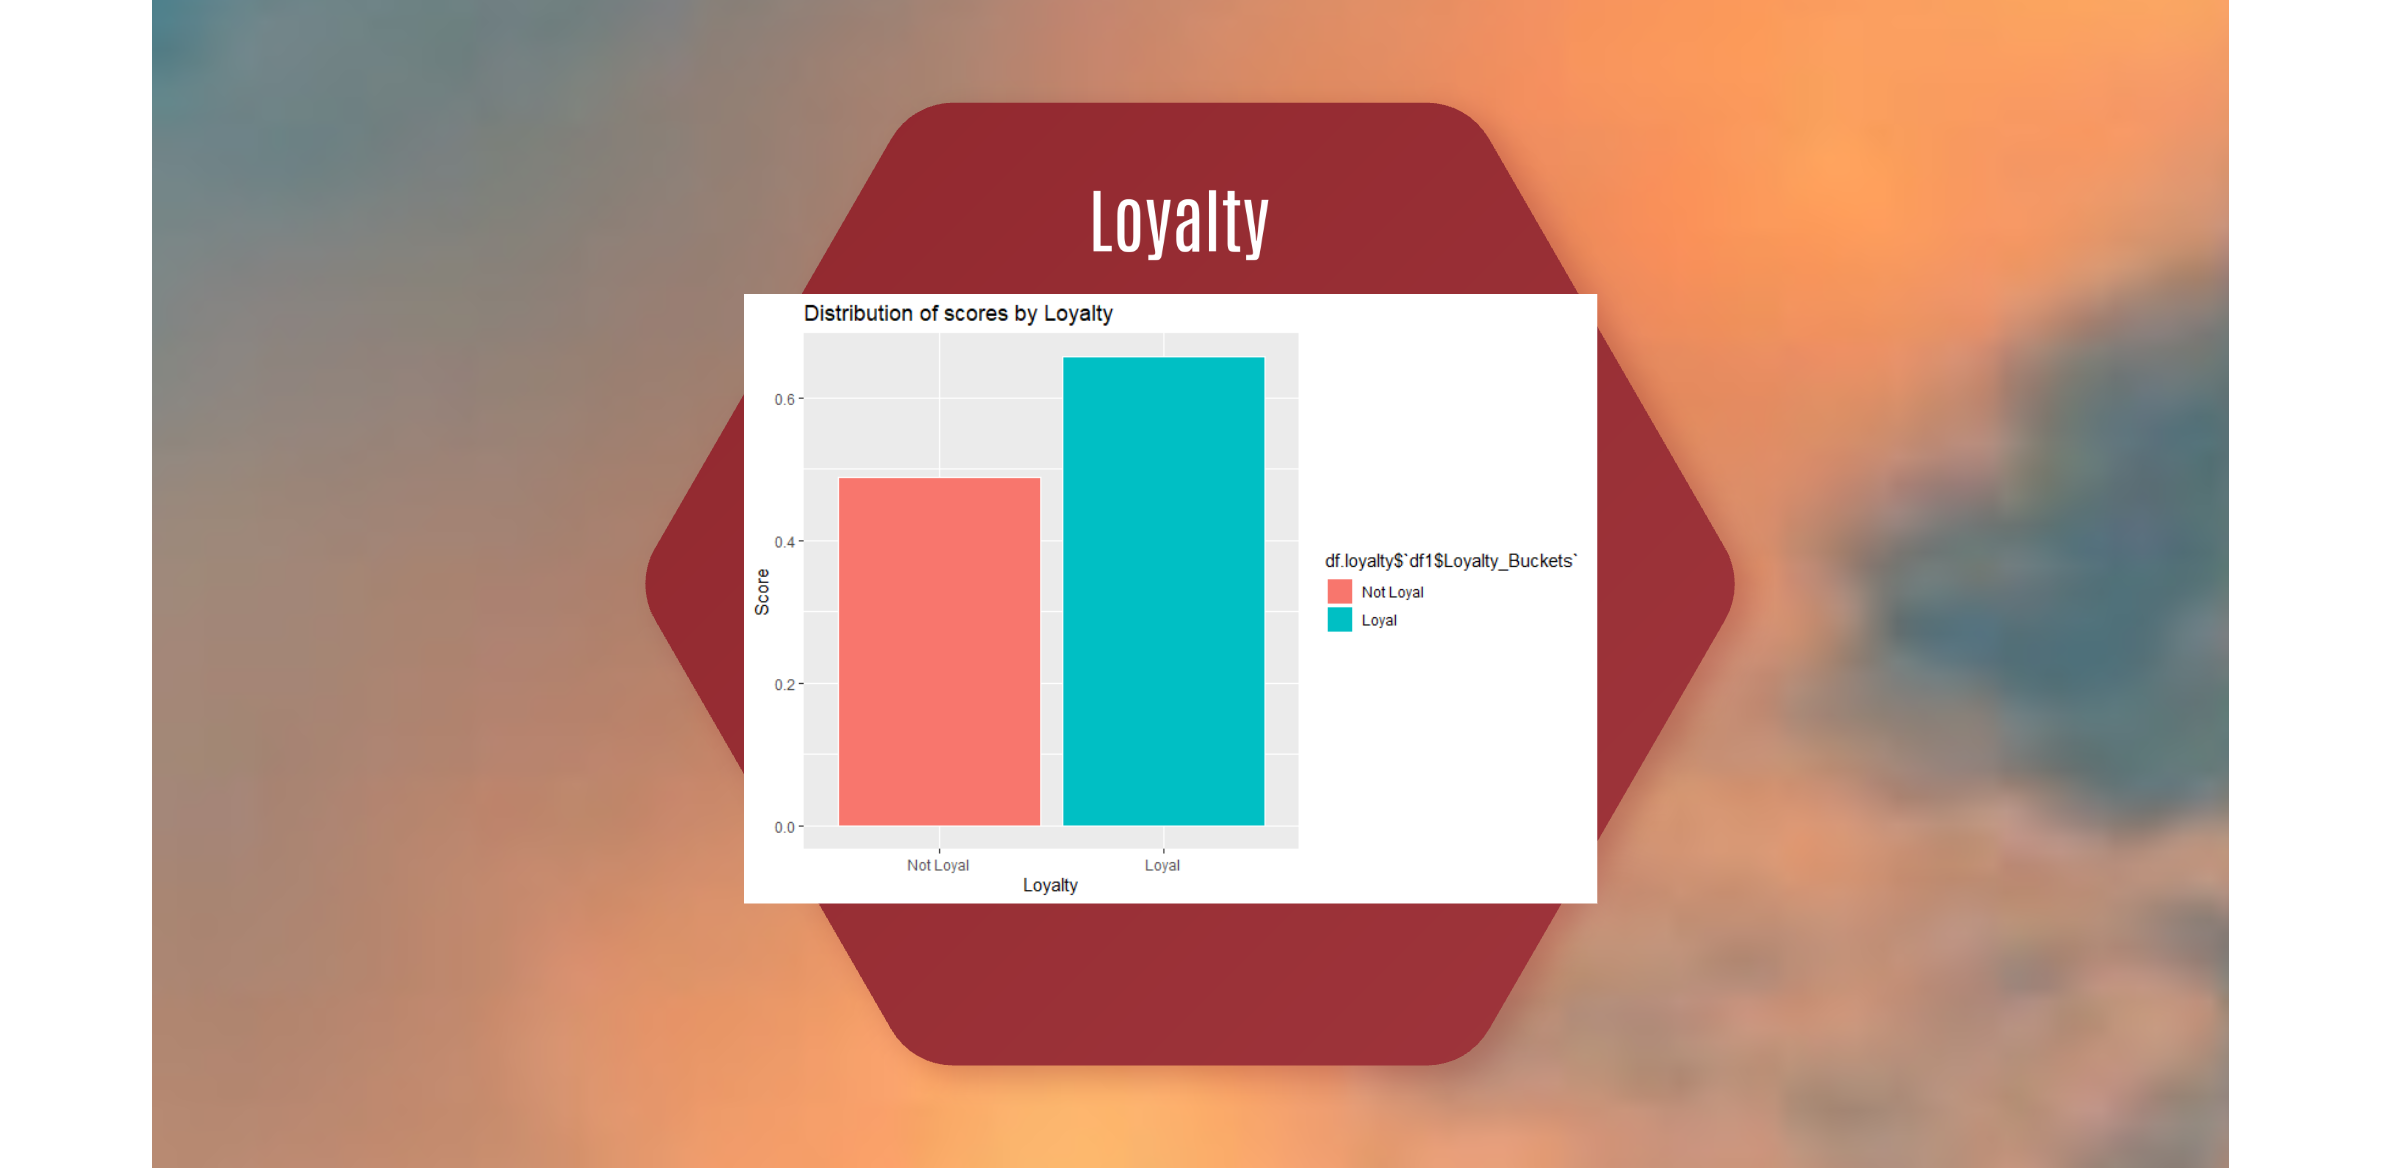 Loyalty
Distribution of scores by Loyalty
0.6
0.4
0.2
0.0
Score
Not Loyal
Loyal
Loyalty
df.loyalty$`df1$Loyalty_Buckets`
Not Loyal
Loyal